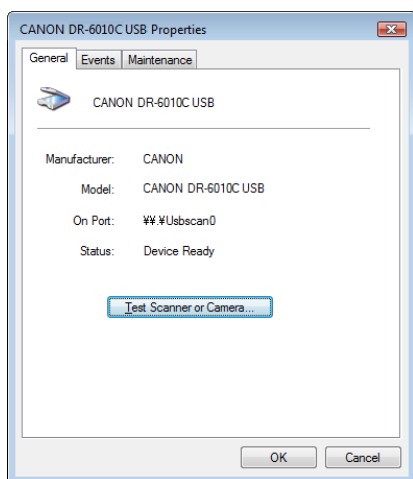 CANON DR-6010C USB Properties
General Events Maintenance
CANON DR-6010C USB
Manufacturer: CANON
Model: CANON DR-6010C USB
On Port: ¥¥.¥Usbscan0
Status: Device Ready
Test Scanner or Camera...
OK Cancel